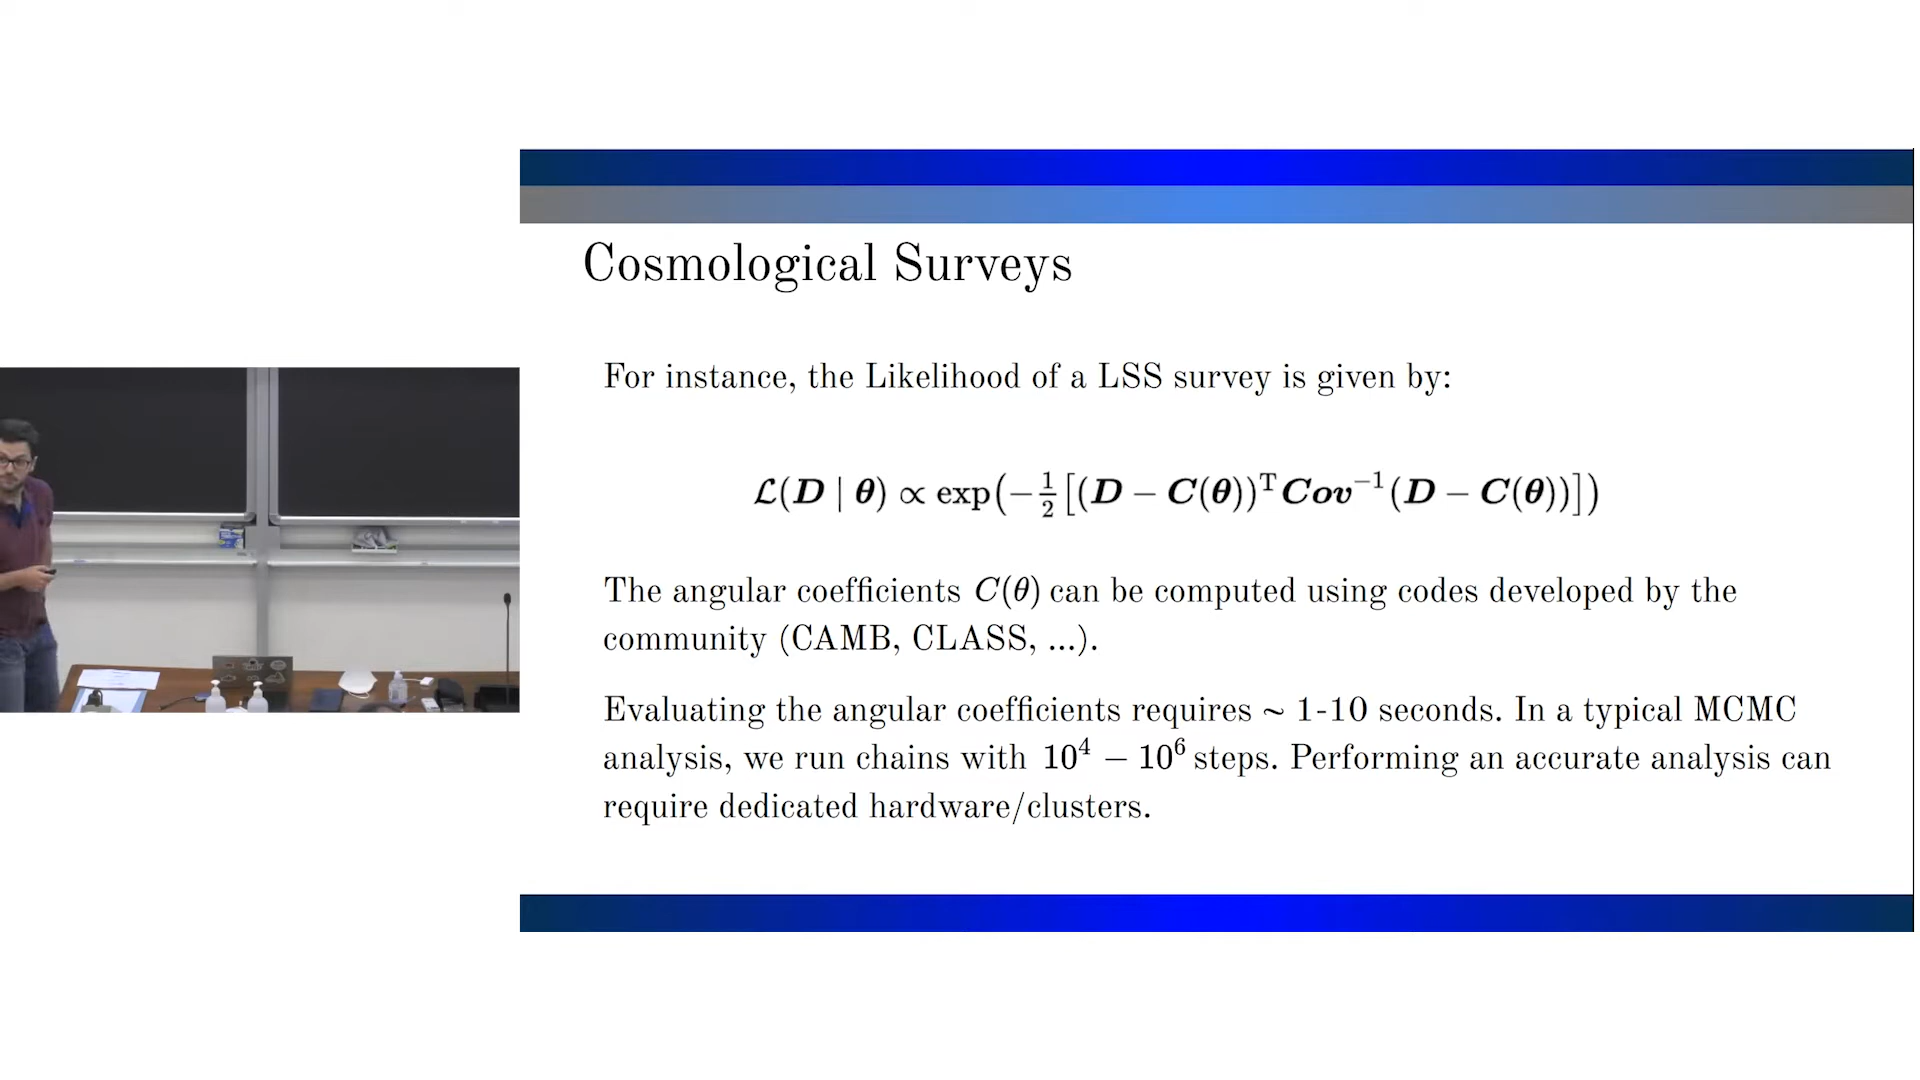 Cosmological Surveys
For instance, the Likelihood of a LSS survey is given by:
𝓛(D | θ) ∝ exp(−½[(D − C(θ))ᵀCov⁻¹(D − C(θ))])
The angular coefficients C(θ) can be computed using codes developed by the
community (CAMB, CLASS, ...).
Evaluating the angular coefficients requires ~ 1-10 seconds. In a typical MCMC
analysis, we run chains with 10⁴ − 10⁶ steps. Performing an accurate analysis can
require dedicated hardware/clusters.